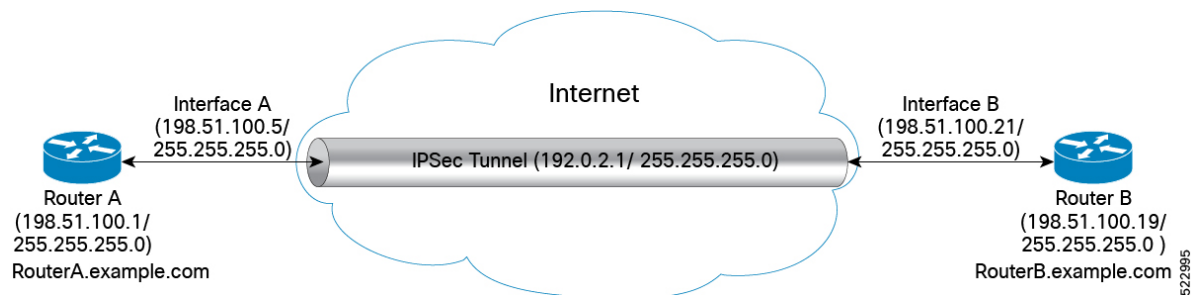 Internet
Interface A
(198.51.100.5/
255.255.255.0)
Interface B
(198.51.100.21/
255.255.255.0)
IPSec Tunnel (192.0.2.1/ 255.255.255.0)
Router A
(198.51.100.1/
255.255.255.0)
RouterA.example.com
Router B
(198.51.100.19/
255.255.255.0 )
RouterB.example.com
522995